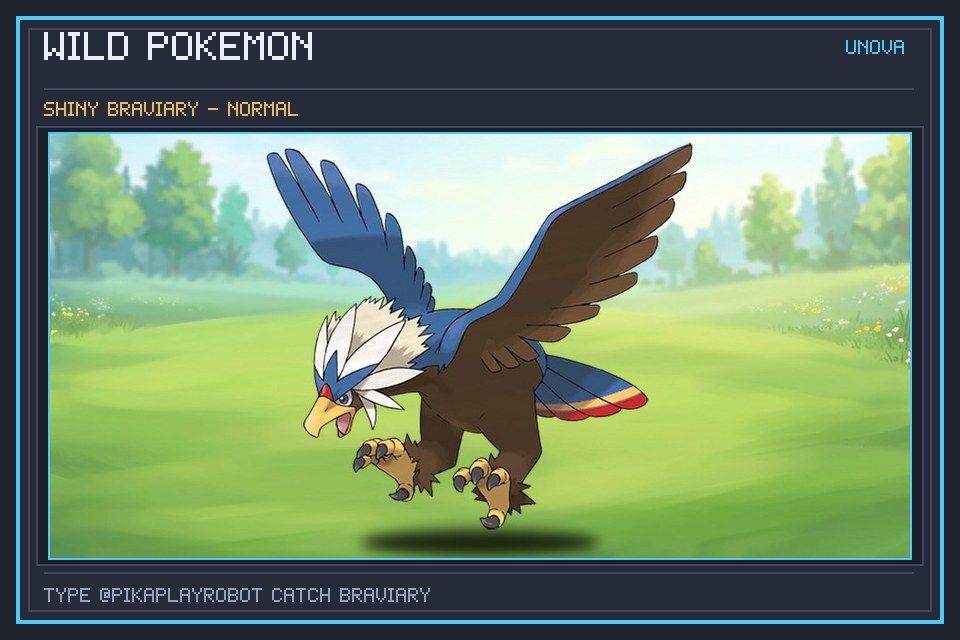 WILD POKEMON
UNOVA
SHINY BRAVIARY - NORMAL
TYPE @PIKAPLAYROBOT CATCH BRAVIARY